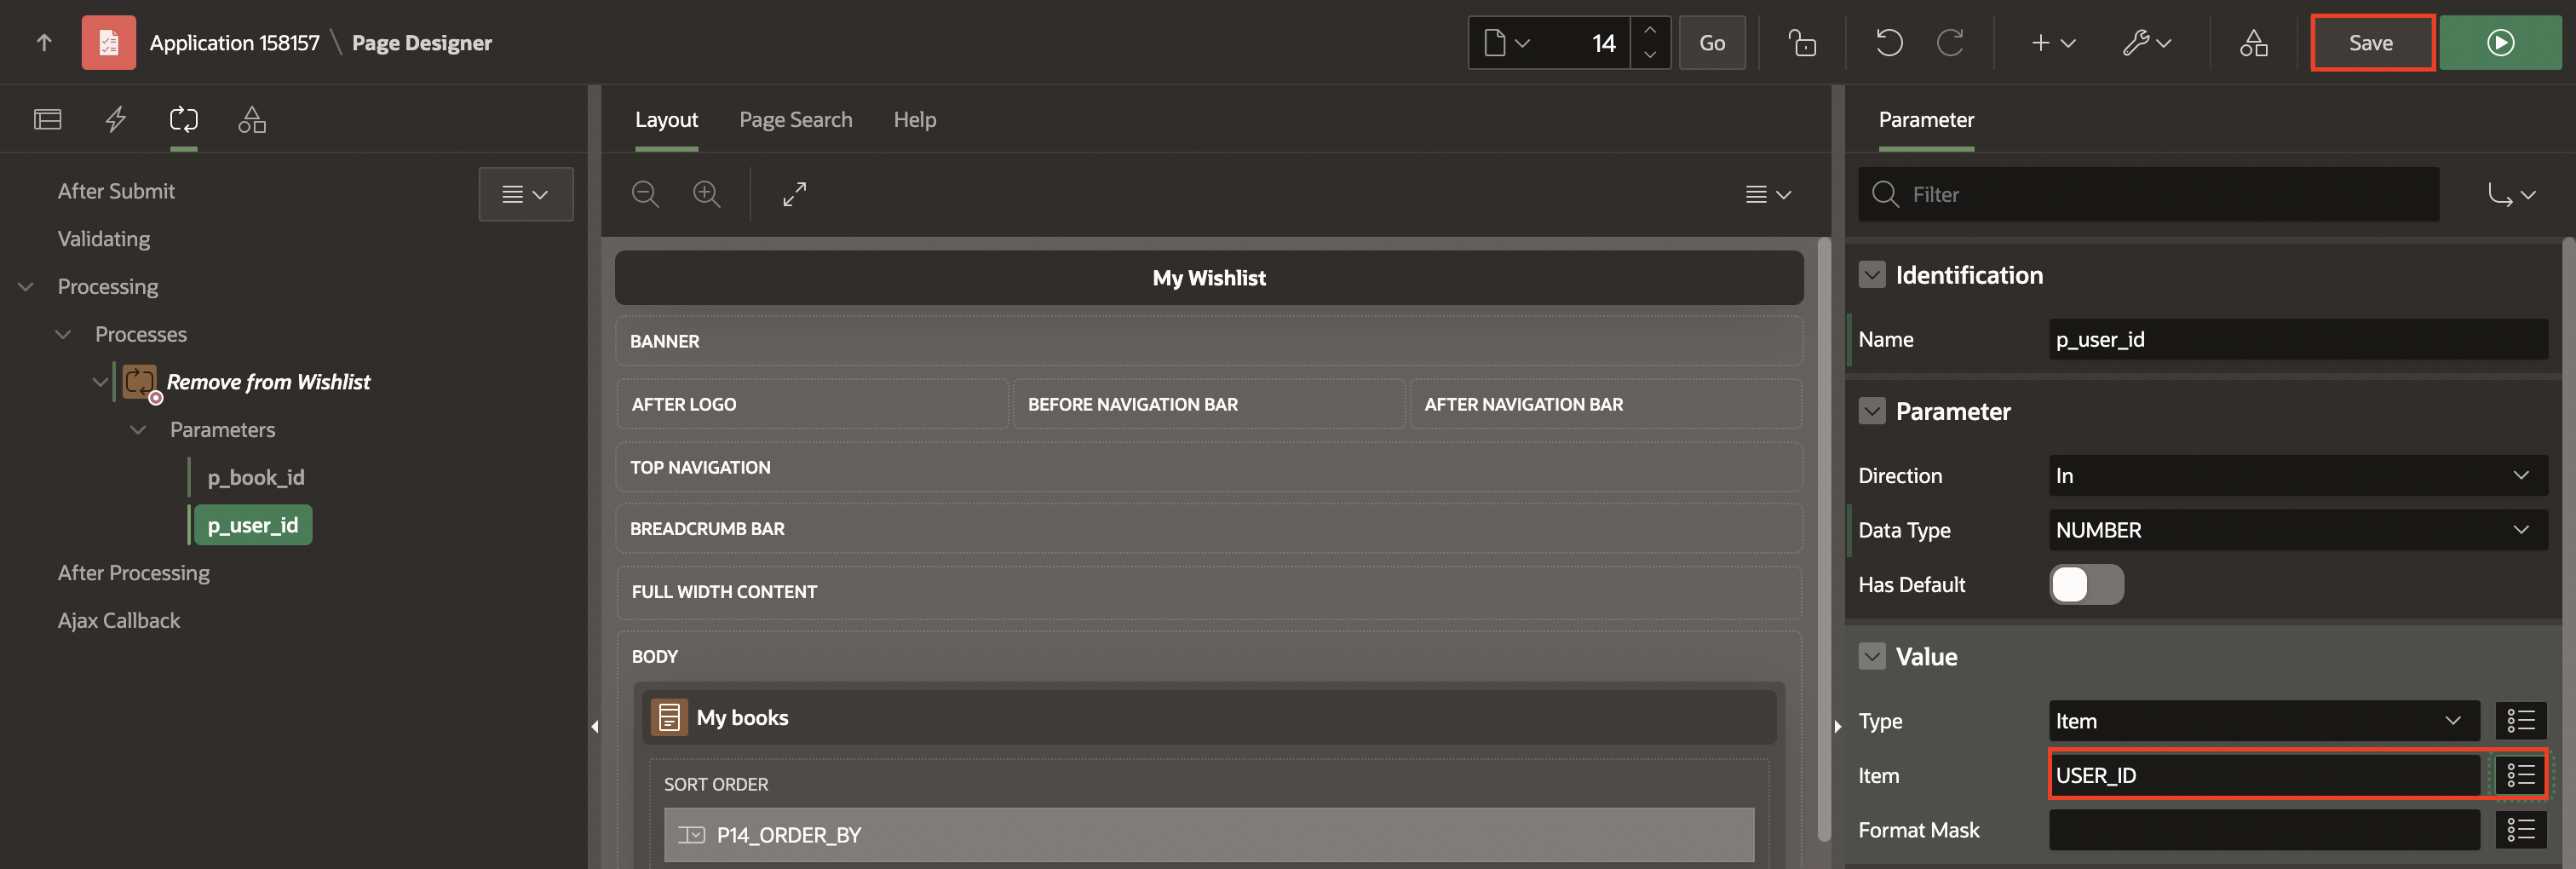 Application 158157 \ Page Designer
14
Go
Save
After Submit
Validating
Processing
Processes
Remove from Wishlist
Parameters
p_book_id
p_user_id
After Processing
Ajax Callback
Layout
Page Search
Help
My Wishlist
BANNER
AFTER LOGO
BEFORE NAVIGATION BAR
AFTER NAVIGATION BAR
TOP NAVIGATION
BREADCRUMB BAR
FULL WIDTH CONTENT
BODY
My books
SORT ORDER
P14_ORDER_BY
Parameter
Filter
Identification
Name p_user_id
Parameter
Direction In
Data Type NUMBER
Has Default
Value
Type Item
Item USER_ID
Format Mask